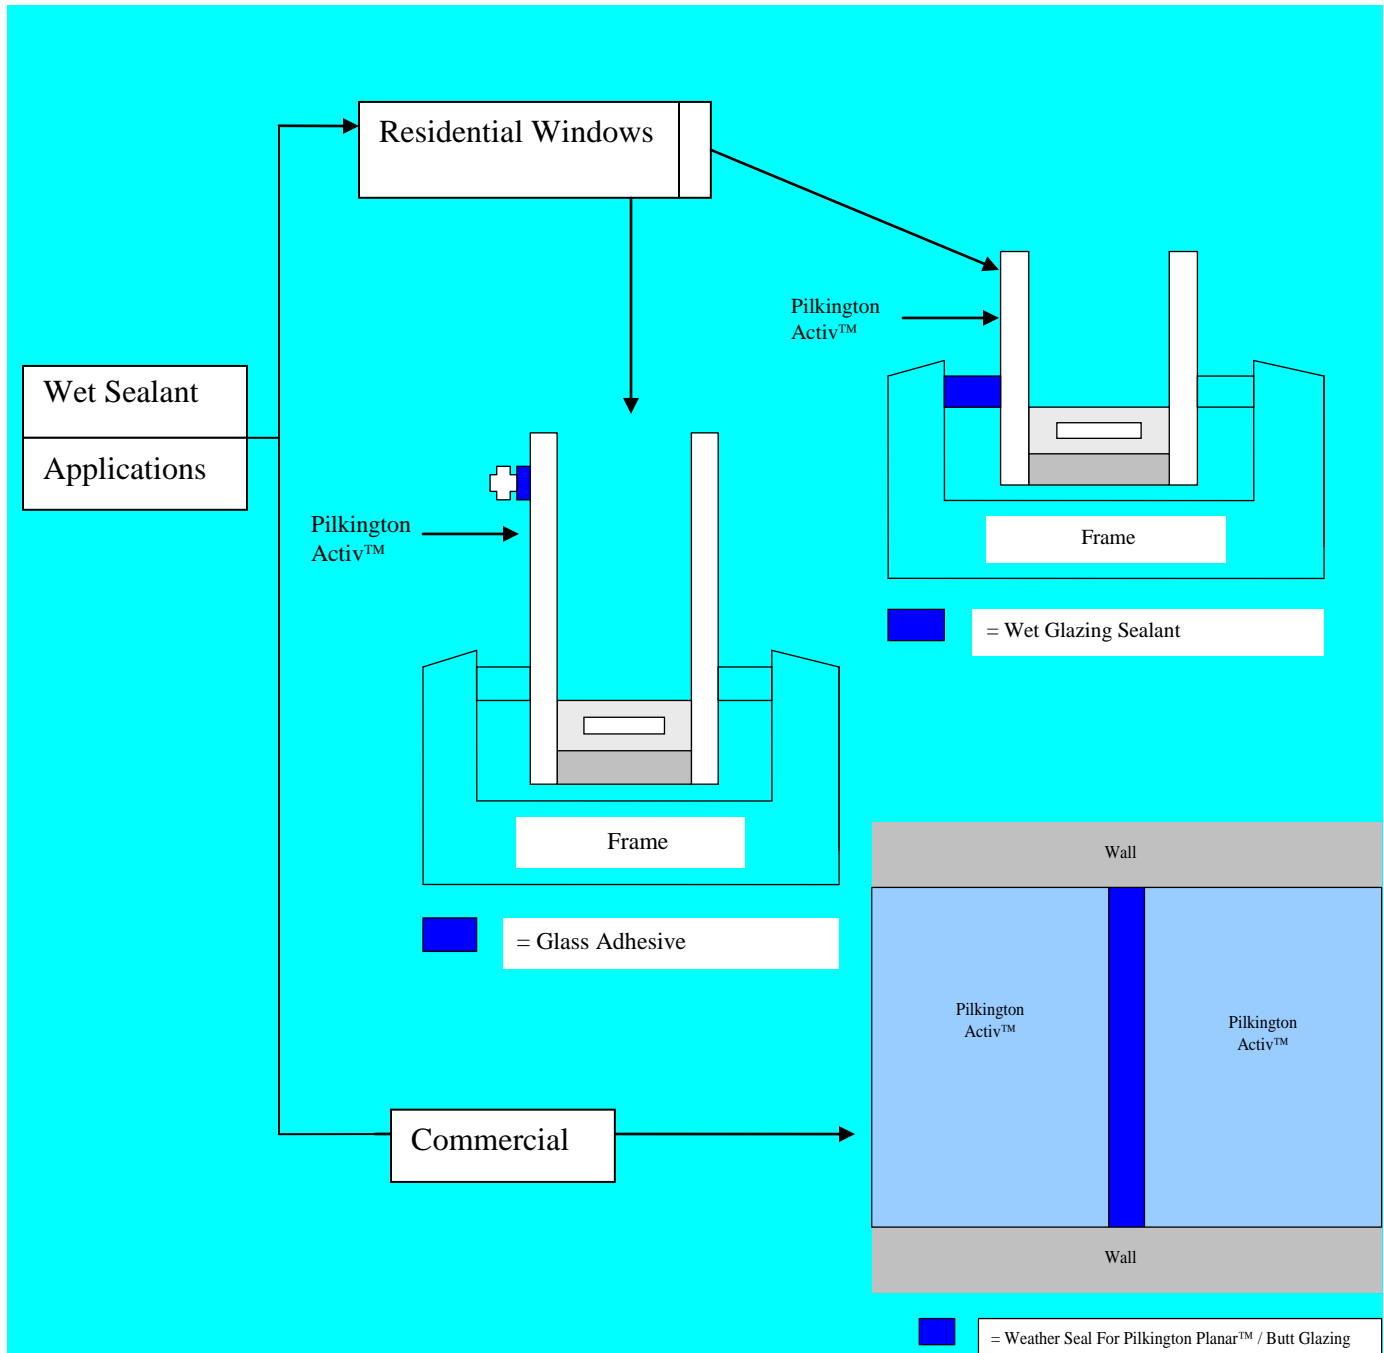 Residential Windows
Pilkington
Activ™
Wet Sealant
Applications
Frame
= Wet Glazing Sealant
Pilkington
Activ™
Frame
= Glass Adhesive
Wall
Pilkington
Activ™
Pilkington
Activ™
Commercial
Wall
= Weather Seal For Pilkington Planar™ / Butt Glazing